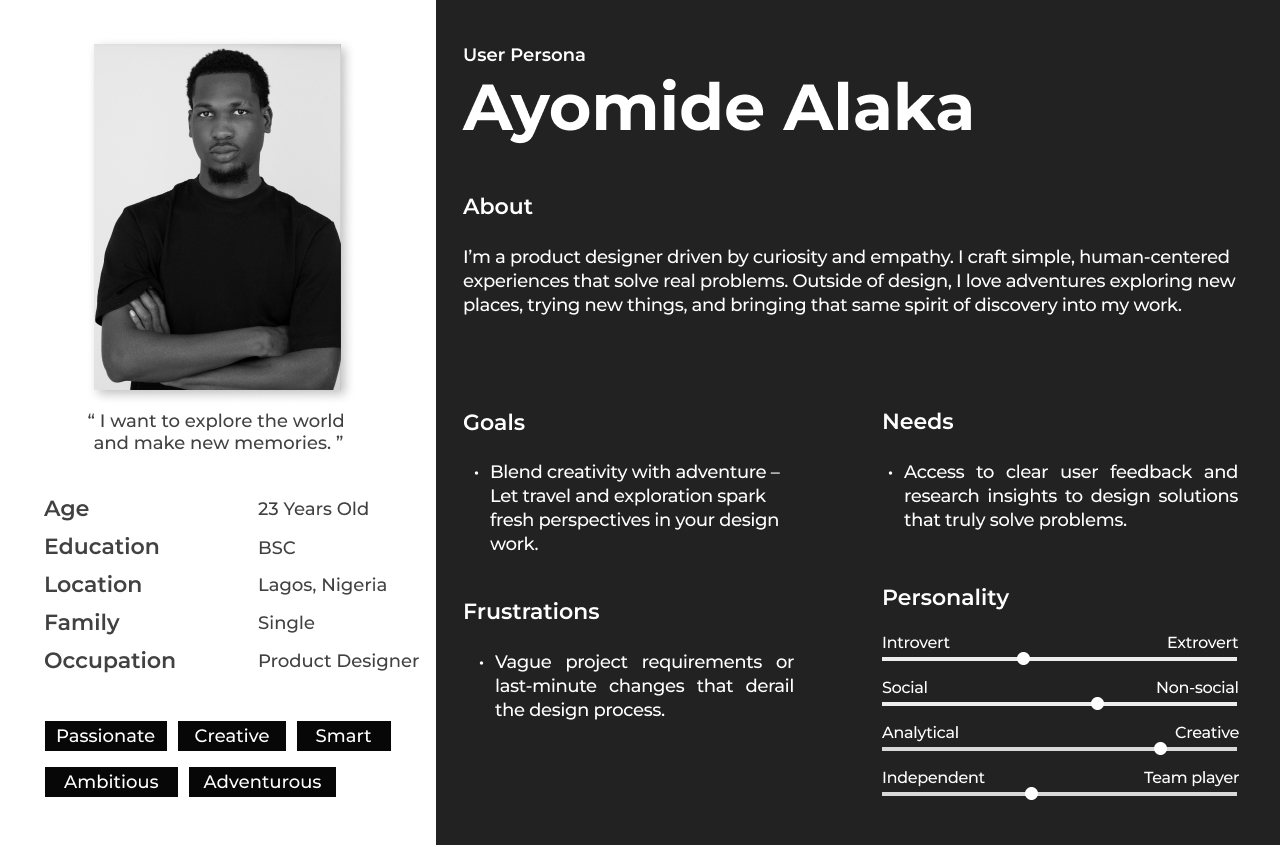 “ I want to explore the world
and make new memories. ”
Age 23 Years Old
Education BSC
Location Lagos, Nigeria
Family Single
Occupation Product Designer
Passionate Creative Smart
Ambitious Adventurous
User Persona
Ayomide Alaka
About
I’m a product designer driven by curiosity and empathy. I craft simple, human-centered
experiences that solve real problems. Outside of design, I love adventures exploring new
places, trying new things, and bringing that same spirit of discovery into my work.
Goals
• Blend creativity with adventure –
Let travel and exploration spark
fresh perspectives in your design
work.
Frustrations
• Vague project requirements or
last-minute changes that derail
the design process.
Needs
• Access to clear user feedback and
research insights to design solutions
that truly solve problems.
Personality
Introvert Extrovert
Social Non-social
Analytical Creative
Independent Team player